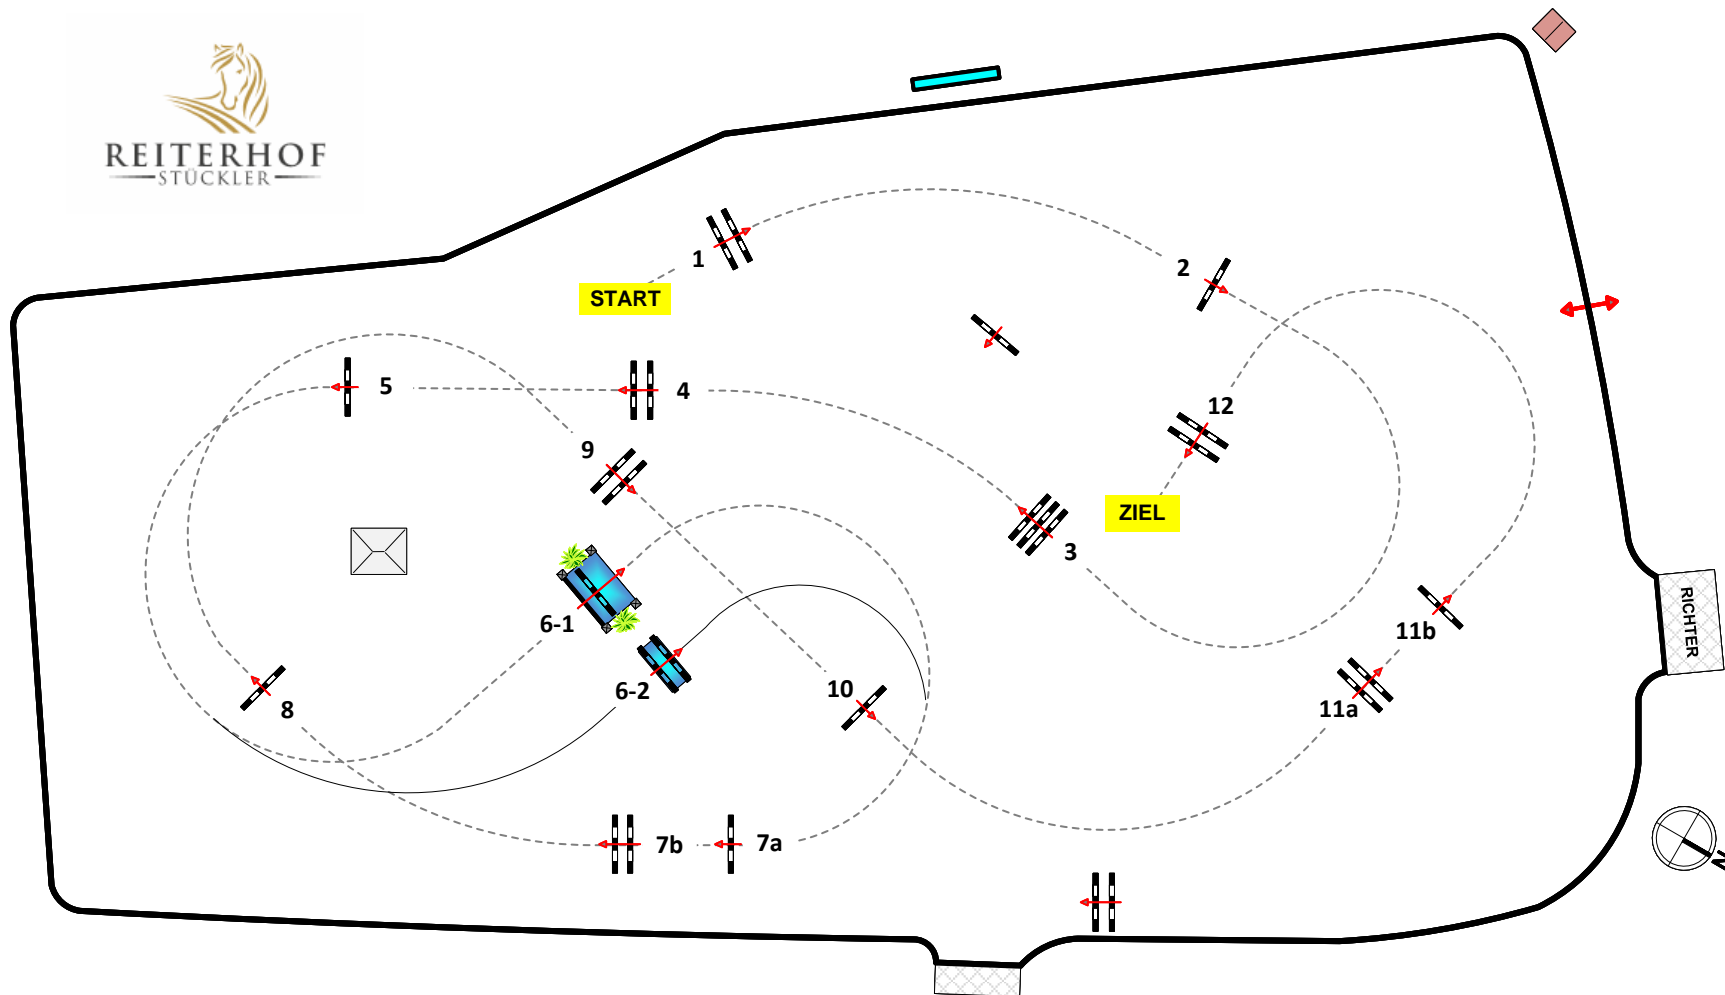 REITERHOF
STÜCKLER
1
START
2
5
4
12
9
ZIEL
3
6-1
11b
RICHTER
6-2
10
8
11a
7b
7a
N